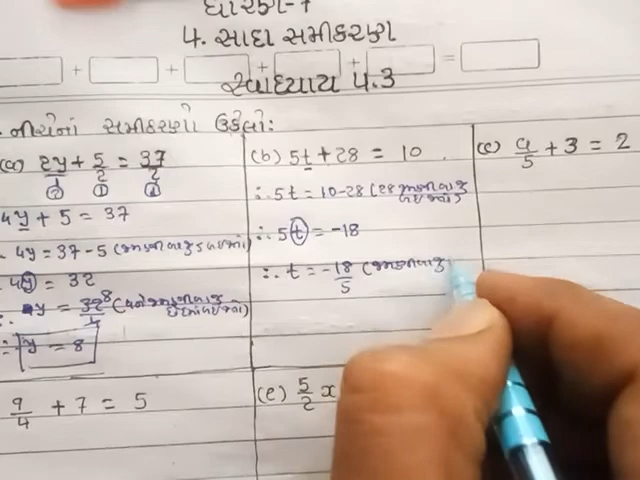 ધોરણ-7
4. સાદા સમીકરણ
+ + + + =
સ્વાધ્યાય 4.3
નીચેનાં સમીકરણો ઉકેલો:
(a) 2y + 5/2 = 37/2
4y + 5 = 37
4y = 37 - 5
4y = 32
∴ y = 32/4 8
∴ y = 8
(b) 5t + 28 = 10
∴ 5t = 10 - 28 (28
∴ 5t = -18
∴ t = -18/5
(c) a/5 + 3 = 2
q/4 + 7 = 5
(e) 5/2 x